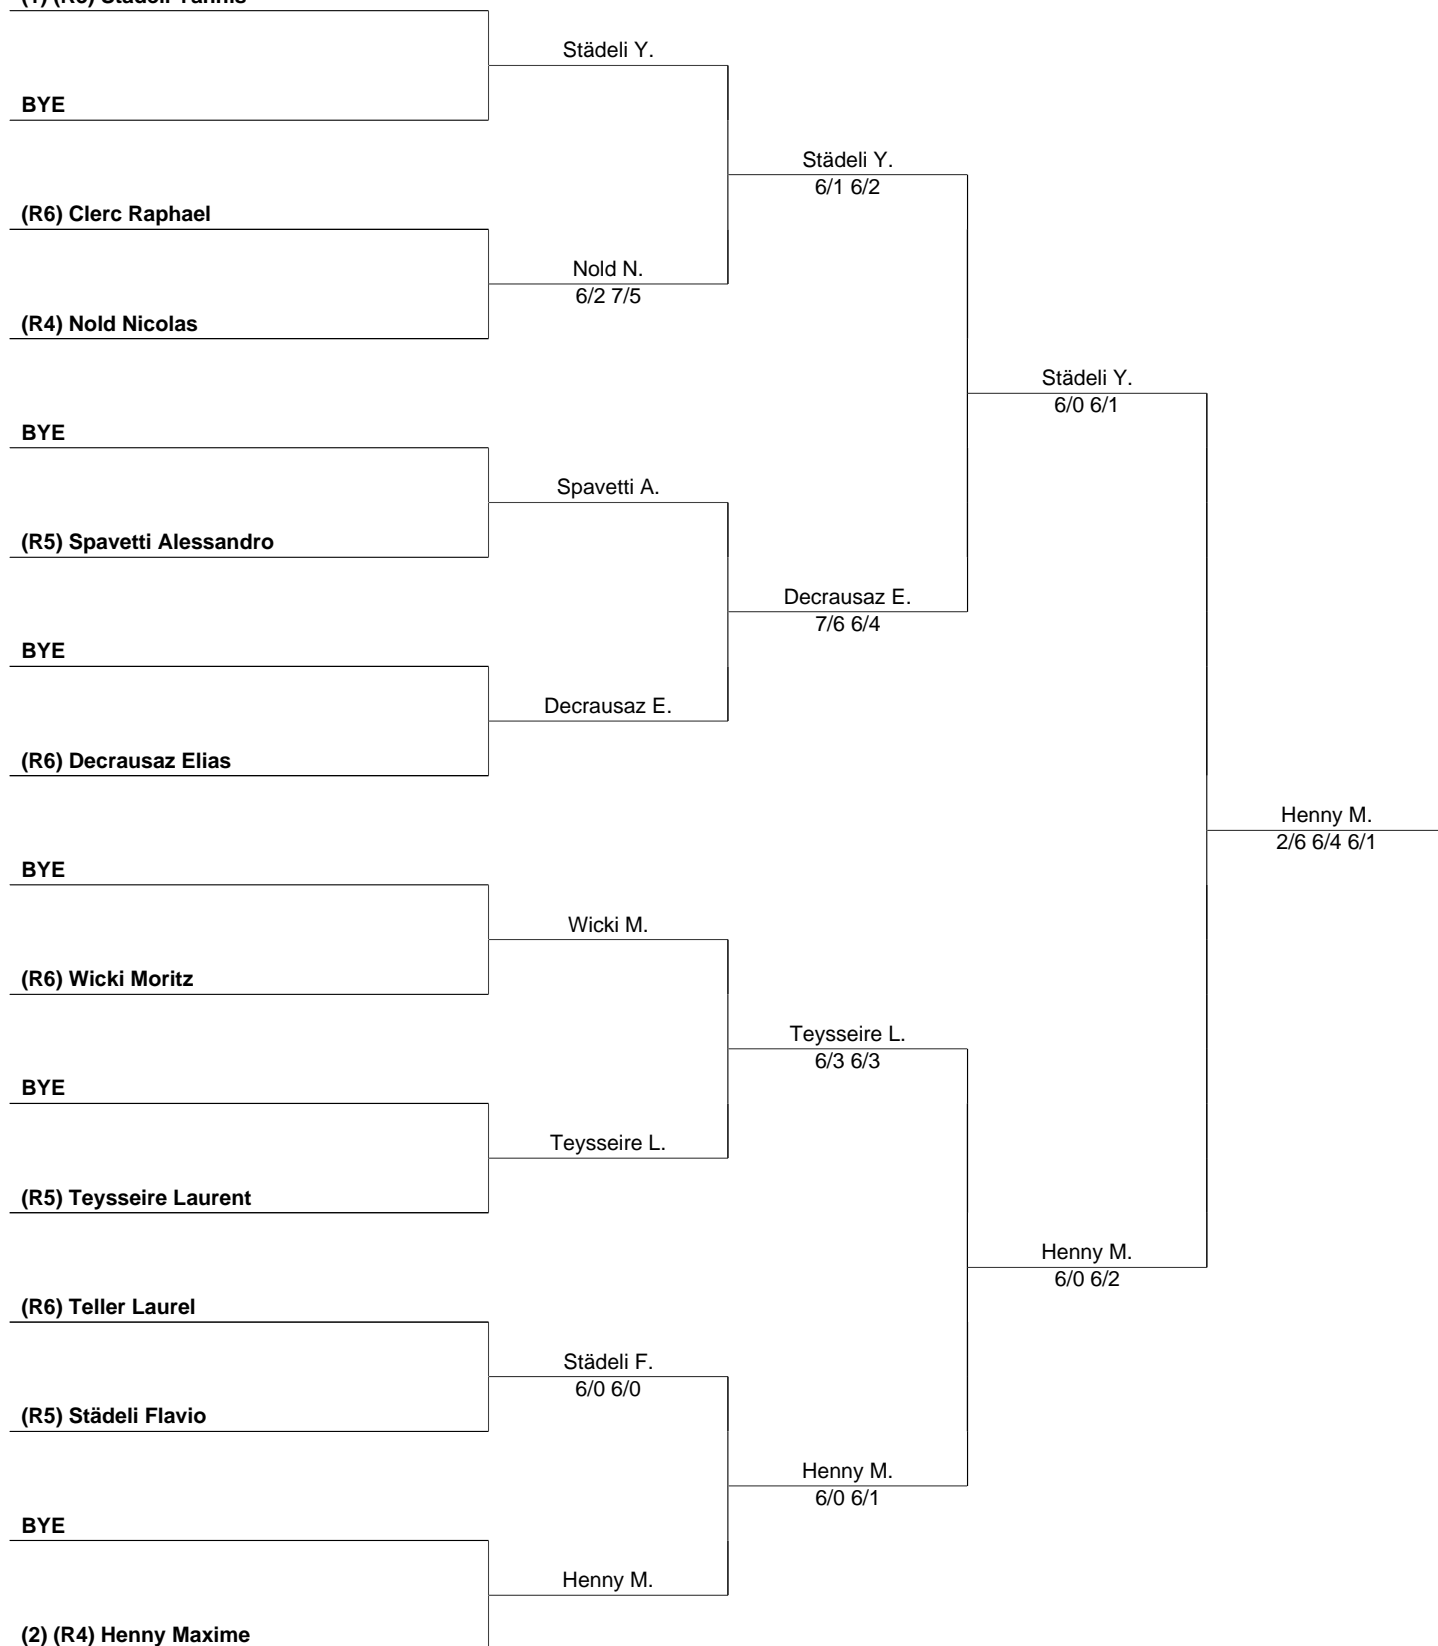 (1) Städeli Yannis
Städeli Y.
BYE
Städeli Y.
6/1 6/2
(R6) Clerc Raphael
Nold N.
6/2 7/5
(R4) Nold Nicolas
Städeli Y.
6/0 6/1
BYE
Spavetti A.
(R5) Spavetti Alessandro
Decrausaz E.
7/6 6/4
BYE
Decrausaz E.
(R6) Decrausaz Elias
Henny M.
2/6 6/4 6/1
BYE
Wicki M.
(R6) Wicki Moritz
Teysseire L.
6/3 6/3
BYE
Teysseire L.
(R5) Teysseire Laurent
Henny M.
6/0 6/2
(R6) Teller Laurel
Städeli F.
6/0 6/0
(R5) Städeli Flavio
Henny M.
6/0 6/1
BYE
Henny M.
(2) (R4) Henny Maxime